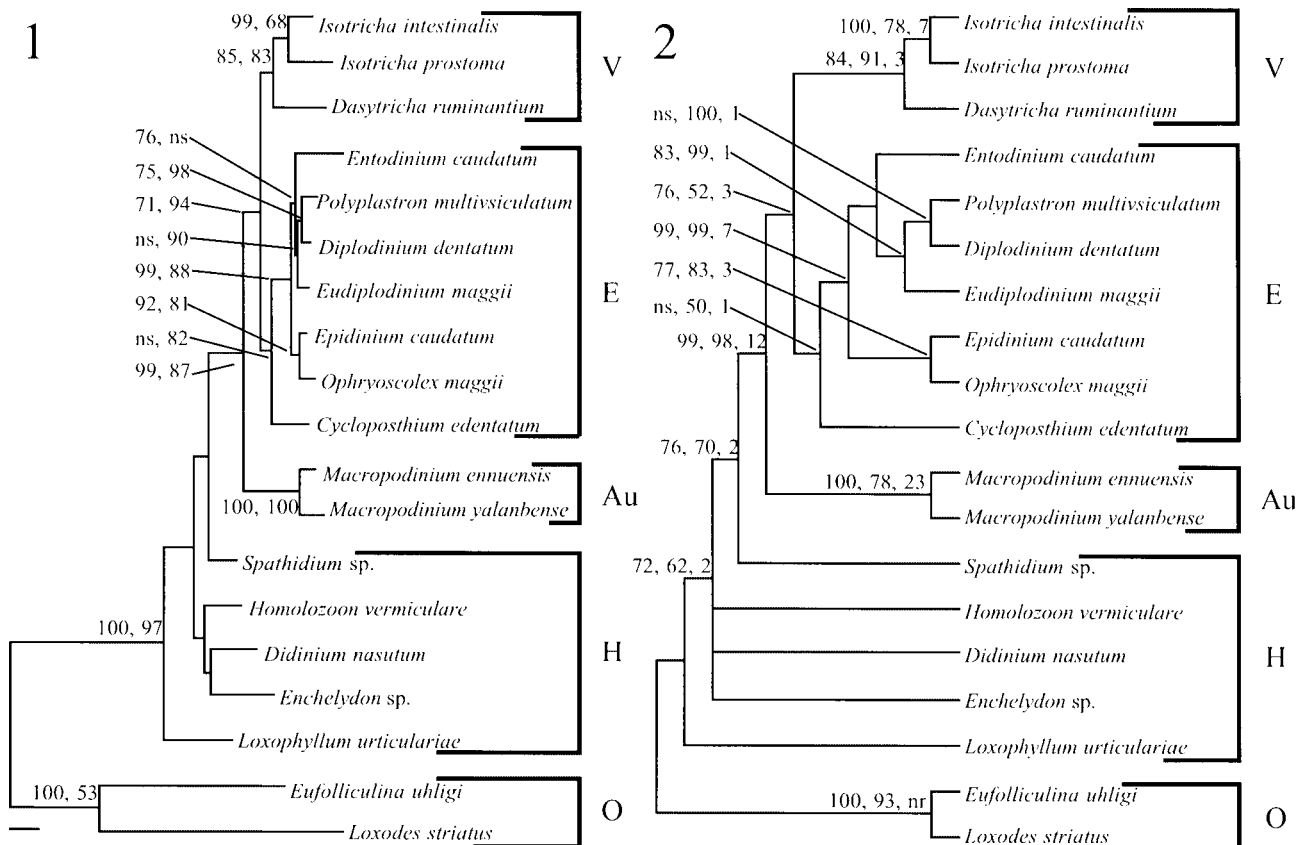 1
99, 68
85, 83
76, ns
75, 98
71, 94
ns, 90
99, 88
92, 81
ns, 82
99, 87
100, 100
100, 97
100, 53
Isotricha intestinalis
Isotricha prostoma
Dasytricha ruminantium
V
Entodinium caudatum
Polyplastron multivsiculatum
Diplodinium dentatum
Eudiplodinium maggii
Epidinium caudatum
Ophryoscolex maggii
Cycloposthium edentatum
E
Macropodinium ennuensis
Macropodinium yalanbense
Au
Spathidium sp.
Homolozoon vermiculare
Didinium nasutum
Enchelydon sp.
Loxophyllum urticulariae
H
Eufolliculina uhligi
Loxodes striatus
O
2
100, 78, 7
84, 91, 3
ns, 100, 1
83, 99, 1
76, 52, 3
99, 99, 7
77, 83, 3
ns, 50, 1
99, 98, 12
76, 70, 2
100, 78, 23
72, 62, 2
100, 93, nr
Isotricha intestinalis
Isotricha prostoma
Dasytricha ruminantium
V
Entodinium caudatum
Polyplastron multivsiculatum
Diplodinium dentatum
Eudiplodinium maggii
Epidinium caudatum
Ophryoscolex maggii
Cycloposthium edentatum
E
Macropodinium ennuensis
Macropodinium yalanbense
Au
Spathidium sp.
Homolozoon vermiculare
Didinium nasutum
Enchelydon sp.
Loxophyllum urticulariae
H
Eufolliculina uhligi
Loxodes striatus
O